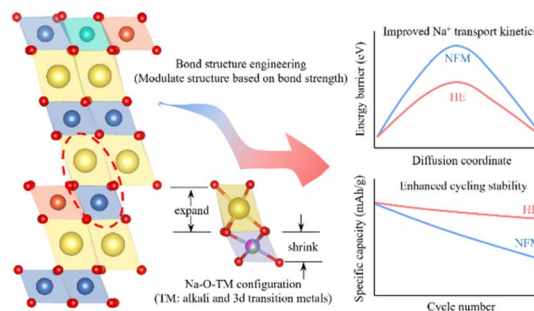 Bond structure engineering
(Modulate structure based on bond strength)
expand
shrink
Na-O-TM configuration
(TM: alkali and 3d transition metals)
Improved Na⁺ transport kinetics
Energy barrier (eV)
NFM
HE
Diffusion coordinate
Enhanced cycling stability
Specific capacity (mAh/g)
HE
NFM
Cycle number